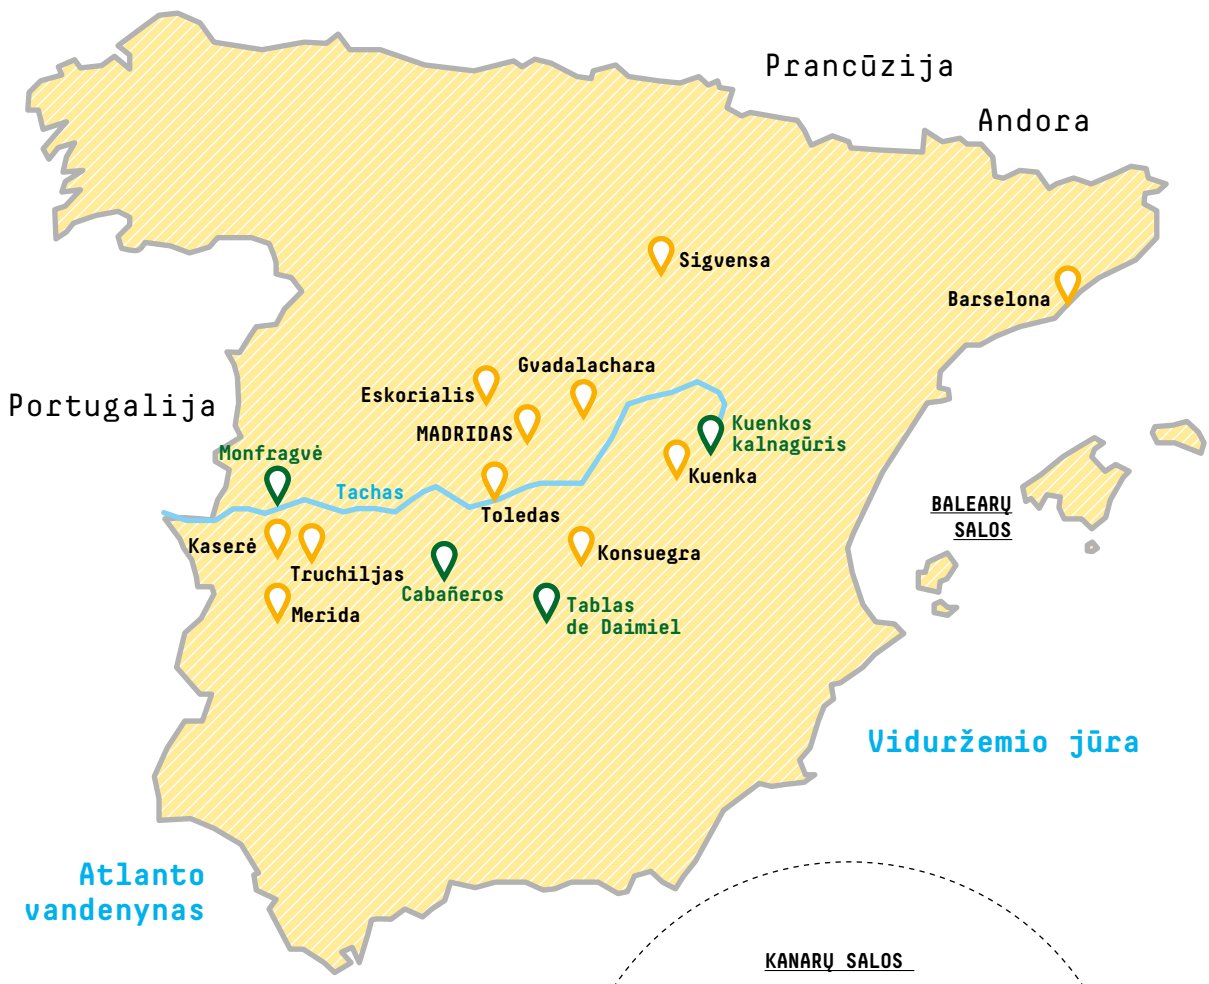 Prancūzija
Andora
Sigvensa
Barselona
Gvadalachara
Eskorialis
Portugalija
MADRIDAS
Kuenkos
kalnagūris
Monfragvė
Kuenka
Tachas
BALEARŲ
SALOS
Toledas
Kaserė
Konsuegra
Truchiljas
Cabañeros
Merida
Tablas
de Daimiel
Viduržemio jūra
Atlanto
vandenynas
KANARŲ SALOS